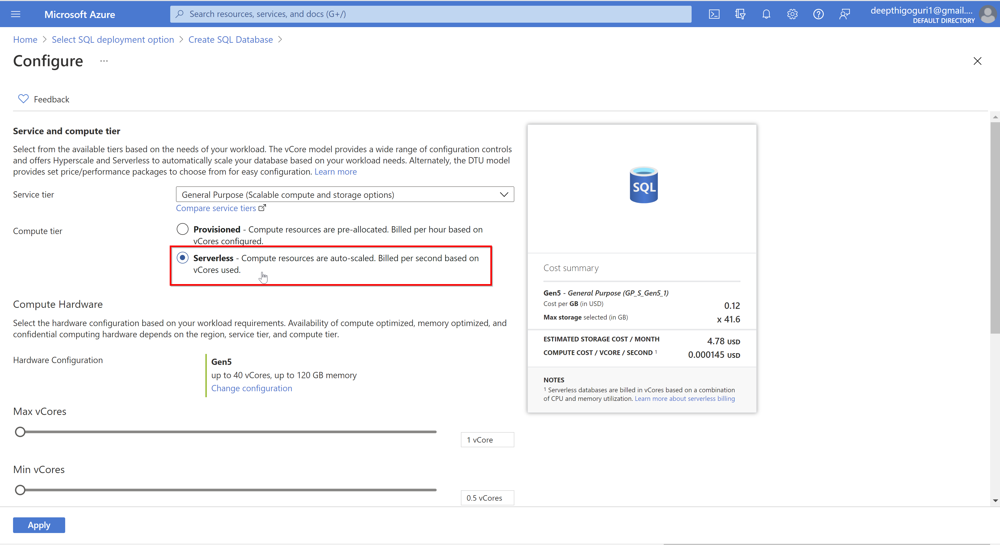 Microsoft Azure
Search resources, services, and docs (G+/)
deepthigoguri1@gmail....
DEFAULT DIRECTORY
Home > Select SQL deployment option > Create SQL Database >
Configure ...
Feedback
Service and compute tier
Select from the available tiers based on the needs of your workload. The vCore model provides a wide range of configuration controls
and offers Hyperscale and Serverless to automatically scale your database based on your workload needs. Alternately, the DTU model
provides set price/performance packages to choose from for easy configuration. Learn more
Service tier
General Purpose (Scalable compute and storage options)
Compare service tiers
Compute tier
Provisioned - Compute resources are pre-allocated. Billed per hour based on
vCores configured.
Serverless - Compute resources are auto-scaled. Billed per second based on
vCores used.
Compute Hardware
Select the hardware configuration based on your workload requirements. Availability of compute optimized, memory optimized, and
confidential computing hardware depends on the region, service tier, and compute tier.
Hardware Configuration
Gen5
up to 40 vCores, up to 120 GB memory
Change configuration
Max vCores
1 vCore
Min vCores
0.5 vCores
Apply
SQL
Cost summary
Gen5 - General Purpose (GP_S_Gen5_1)
Cost per GB (in USD) 0.12
Max storage selected (in GB) x 41.6
ESTIMATED STORAGE COST / MONTH 4.78 USD
COMPUTE COST / VCORE / SECOND 1 0.000145 USD
NOTES
1 Serverless databases are billed in vCores based on a combination
of CPU and memory utilization. Learn more about serverless billing